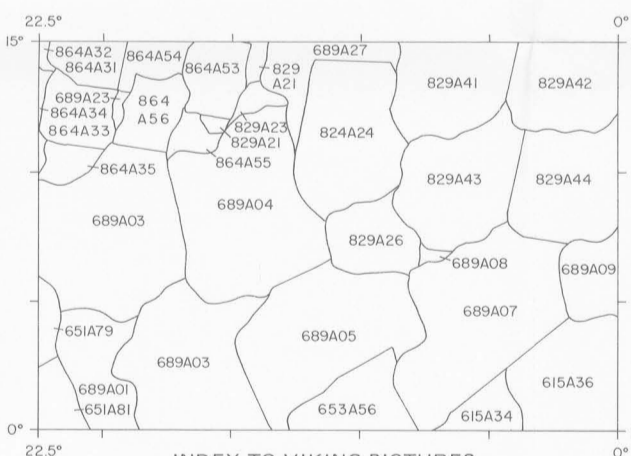 22.5°
0°
15°
864A32
864A31
864A54
864A53
829
A21
689A27
829A41
829A42
689A23
864A34
864A33
864
A56
829A23
829A21
864A55
824A24
864A35
829A43
829A44
689A03
689A04
829A26
689A08
689A09
689A07
651A79
689A03
689A05
689A01
651A81
653A56
615A34
615A36
0°
22.5°
0°
INDEX TO VIKING PICTURES